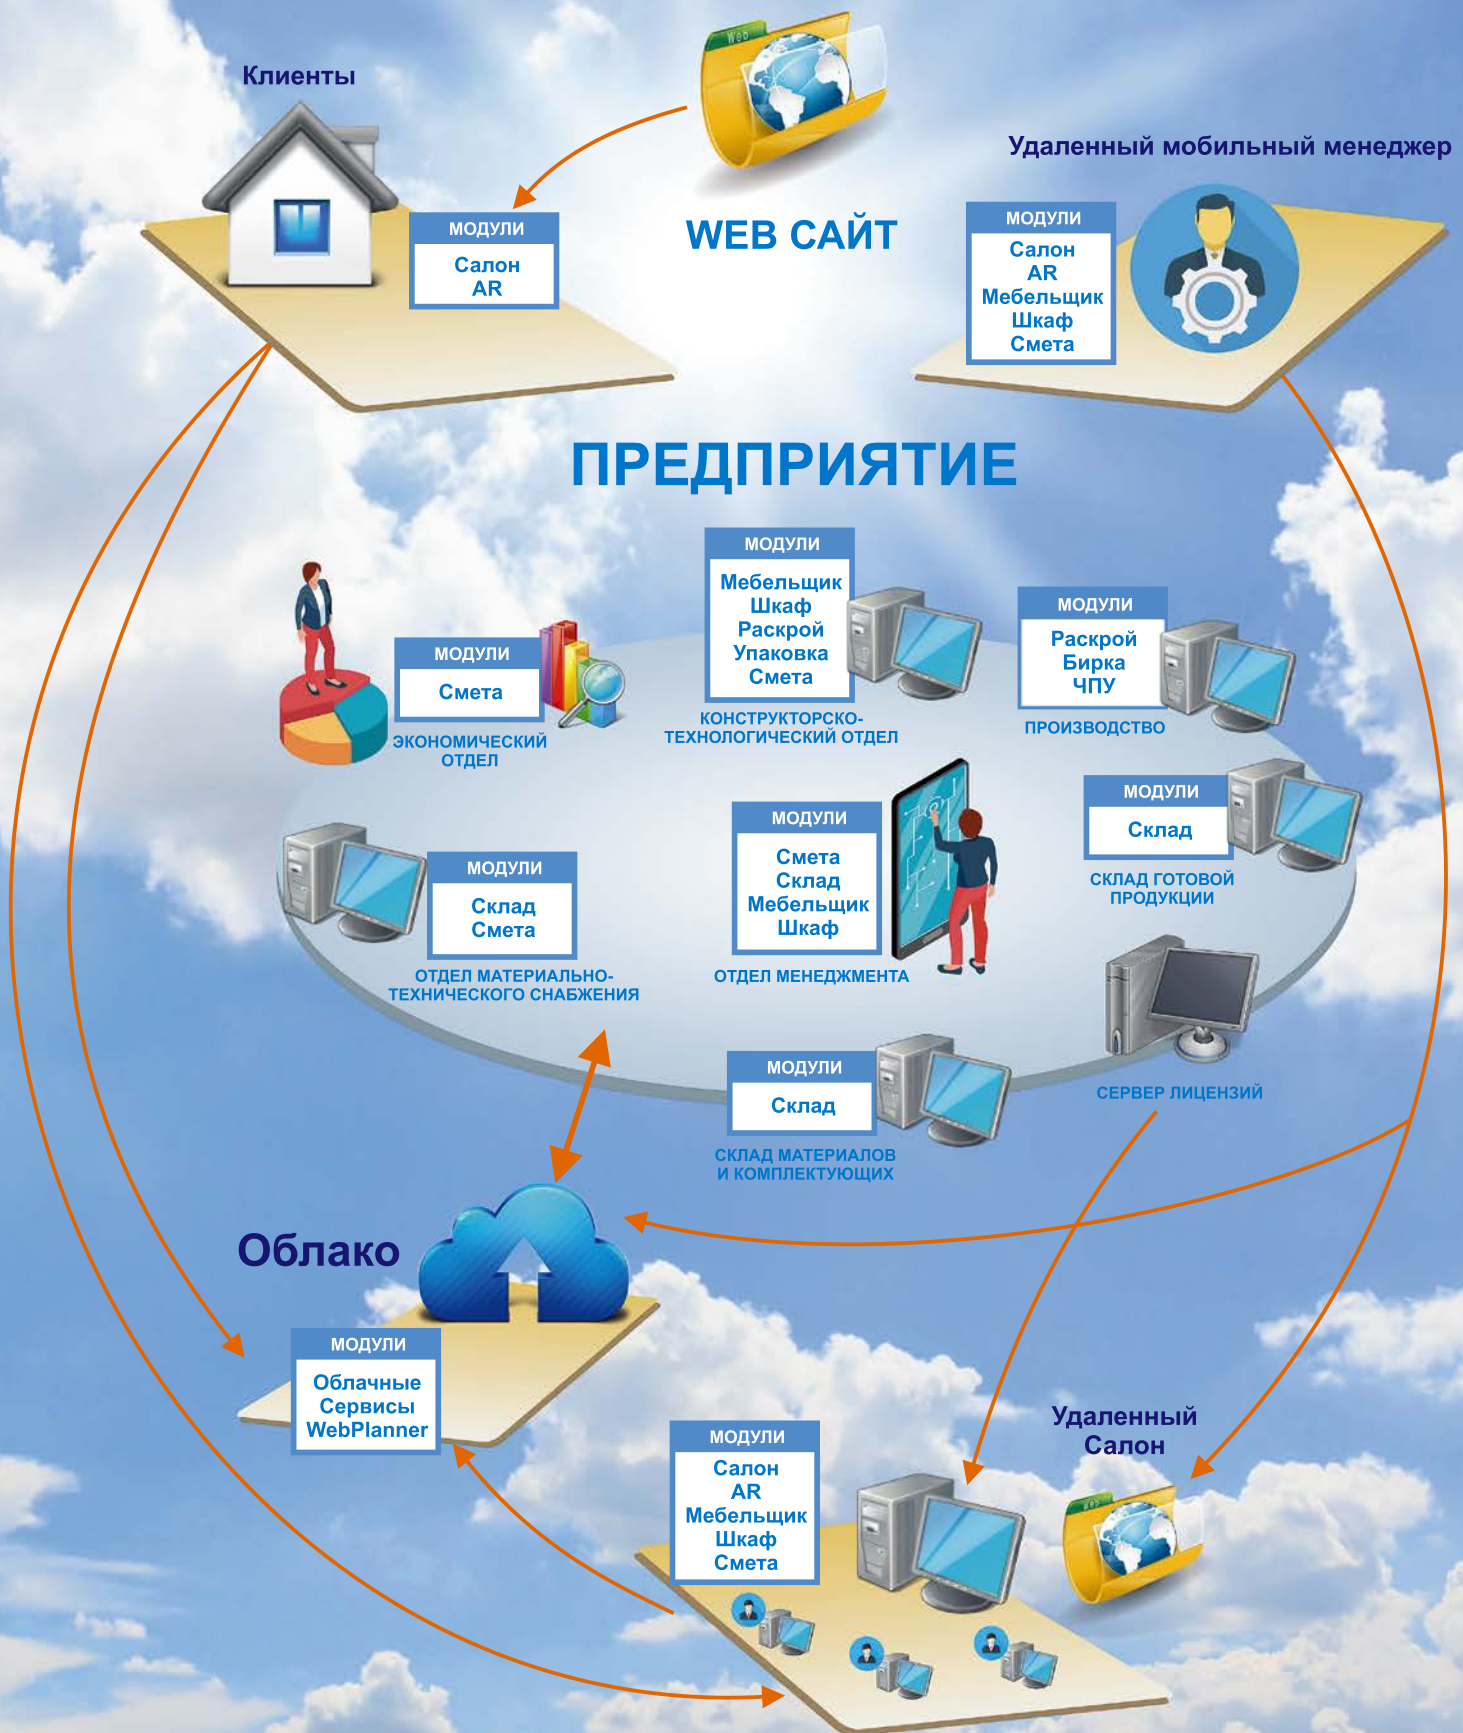 Web
Клиенты
Удаленный мобильный менеджер
МОДУЛИ
Салон
AR
WEB САЙТ
МОДУЛИ
Салон
AR
Мебельщик
Шкаф
Смета
ПРЕДПРИЯТИЕ
МОДУЛИ
Смета
ЭКОНОМИЧЕСКИЙ
ОТДЕЛ
МОДУЛИ
Мебельщик
Шкаф
Раскрой
Упаковка
Смета
КОНСТРУКТОРСКО-
ТЕХНОЛОГИЧЕСКИЙ ОТДЕЛ
МОДУЛИ
Раскрой
Бирка
ЧПУ
ПРОИЗВОДСТВО
МОДУЛИ
Склад
Смета
ОТДЕЛ МАТЕРИАЛЬНО-
ТЕХНИЧЕСКОГО СНАБЖЕНИЯ
МОДУЛИ
Смета
Склад
Мебельщик
Шкаф
ОТДЕЛ МЕНЕДЖМЕНТА
МОДУЛИ
Склад
СКЛАД ГОТОВОЙ
ПРОДУКЦИИ
МОДУЛИ
Склад
СКЛАД МАТЕРИАЛОВ
И КОМПЛЕКТУЮЩИХ
СЕРВЕР ЛИЦЕНЗИЙ
Облако
МОДУЛИ
Облачные
Сервисы
WebPlanner
МОДУЛИ
Салон
AR
Мебельщик
Шкаф
Смета
Удаленный
Салон
Web